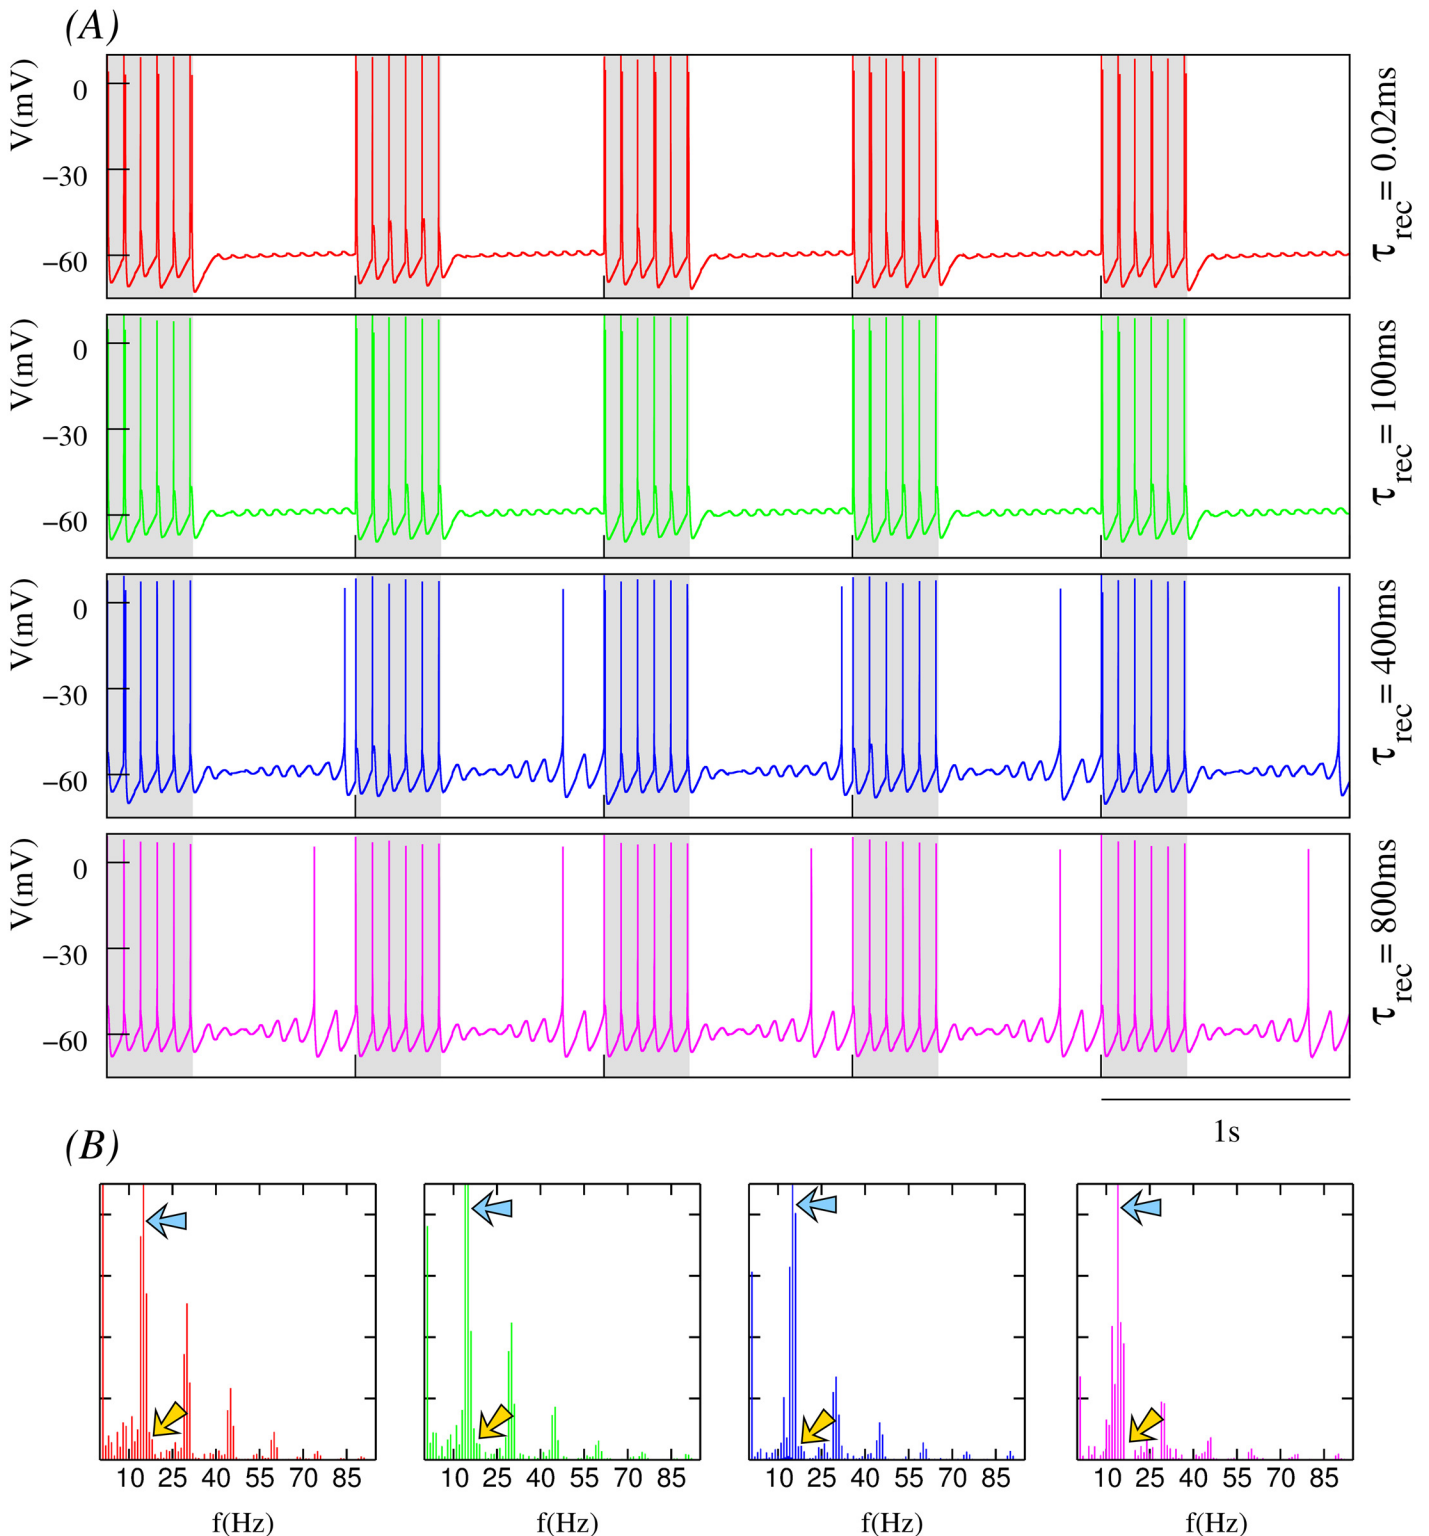 (A)
V(mV)
0
−30
−60
τrec = 0.02ms
V(mV)
0
−30
−60
τrec = 100ms
V(mV)
0
−30
−60
τrec = 400ms
V(mV)
0
−30
−60
τrec = 800ms
1s
(B)
10 25 40 55 70 85
10 25 40 55 70 85
10 25 40 55 70 85
10 25 40 55 70 85
f(Hz)
f(Hz)
f(Hz)
f(Hz)